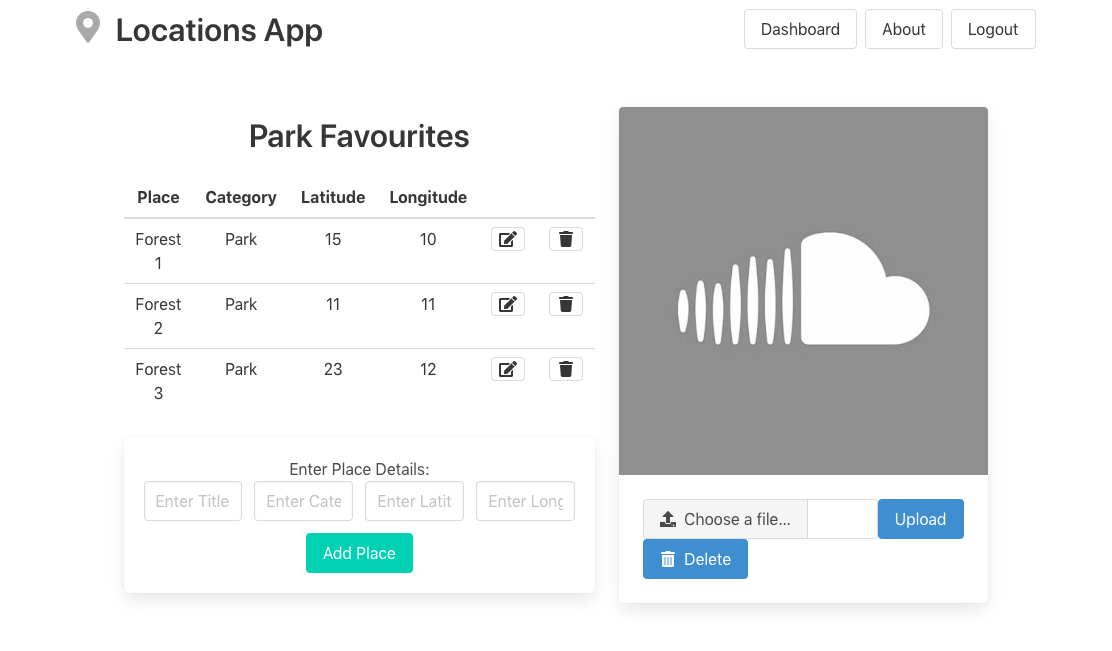 Locations App
Dashboard About Logout
Park Favourites
Place Category Latitude Longitude
Forest 1 Park 15 10
Forest 2 Park 11 11
Forest 3 Park 23 12
Enter Place Details:
Enter Title Enter Cate Enter Latit Enter Long
Add Place
Choose a file... Upload
Delete